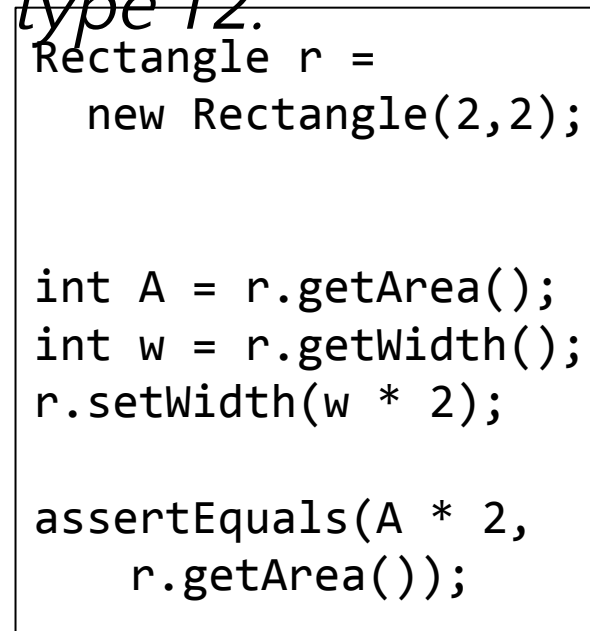 type T2.
Rectangle r =
  new Rectangle(2,2);
int A = r.getArea();
int w = r.getWidth();
r.setWidth(w * 2);
assertEquals(A * 2,
    r.getArea());